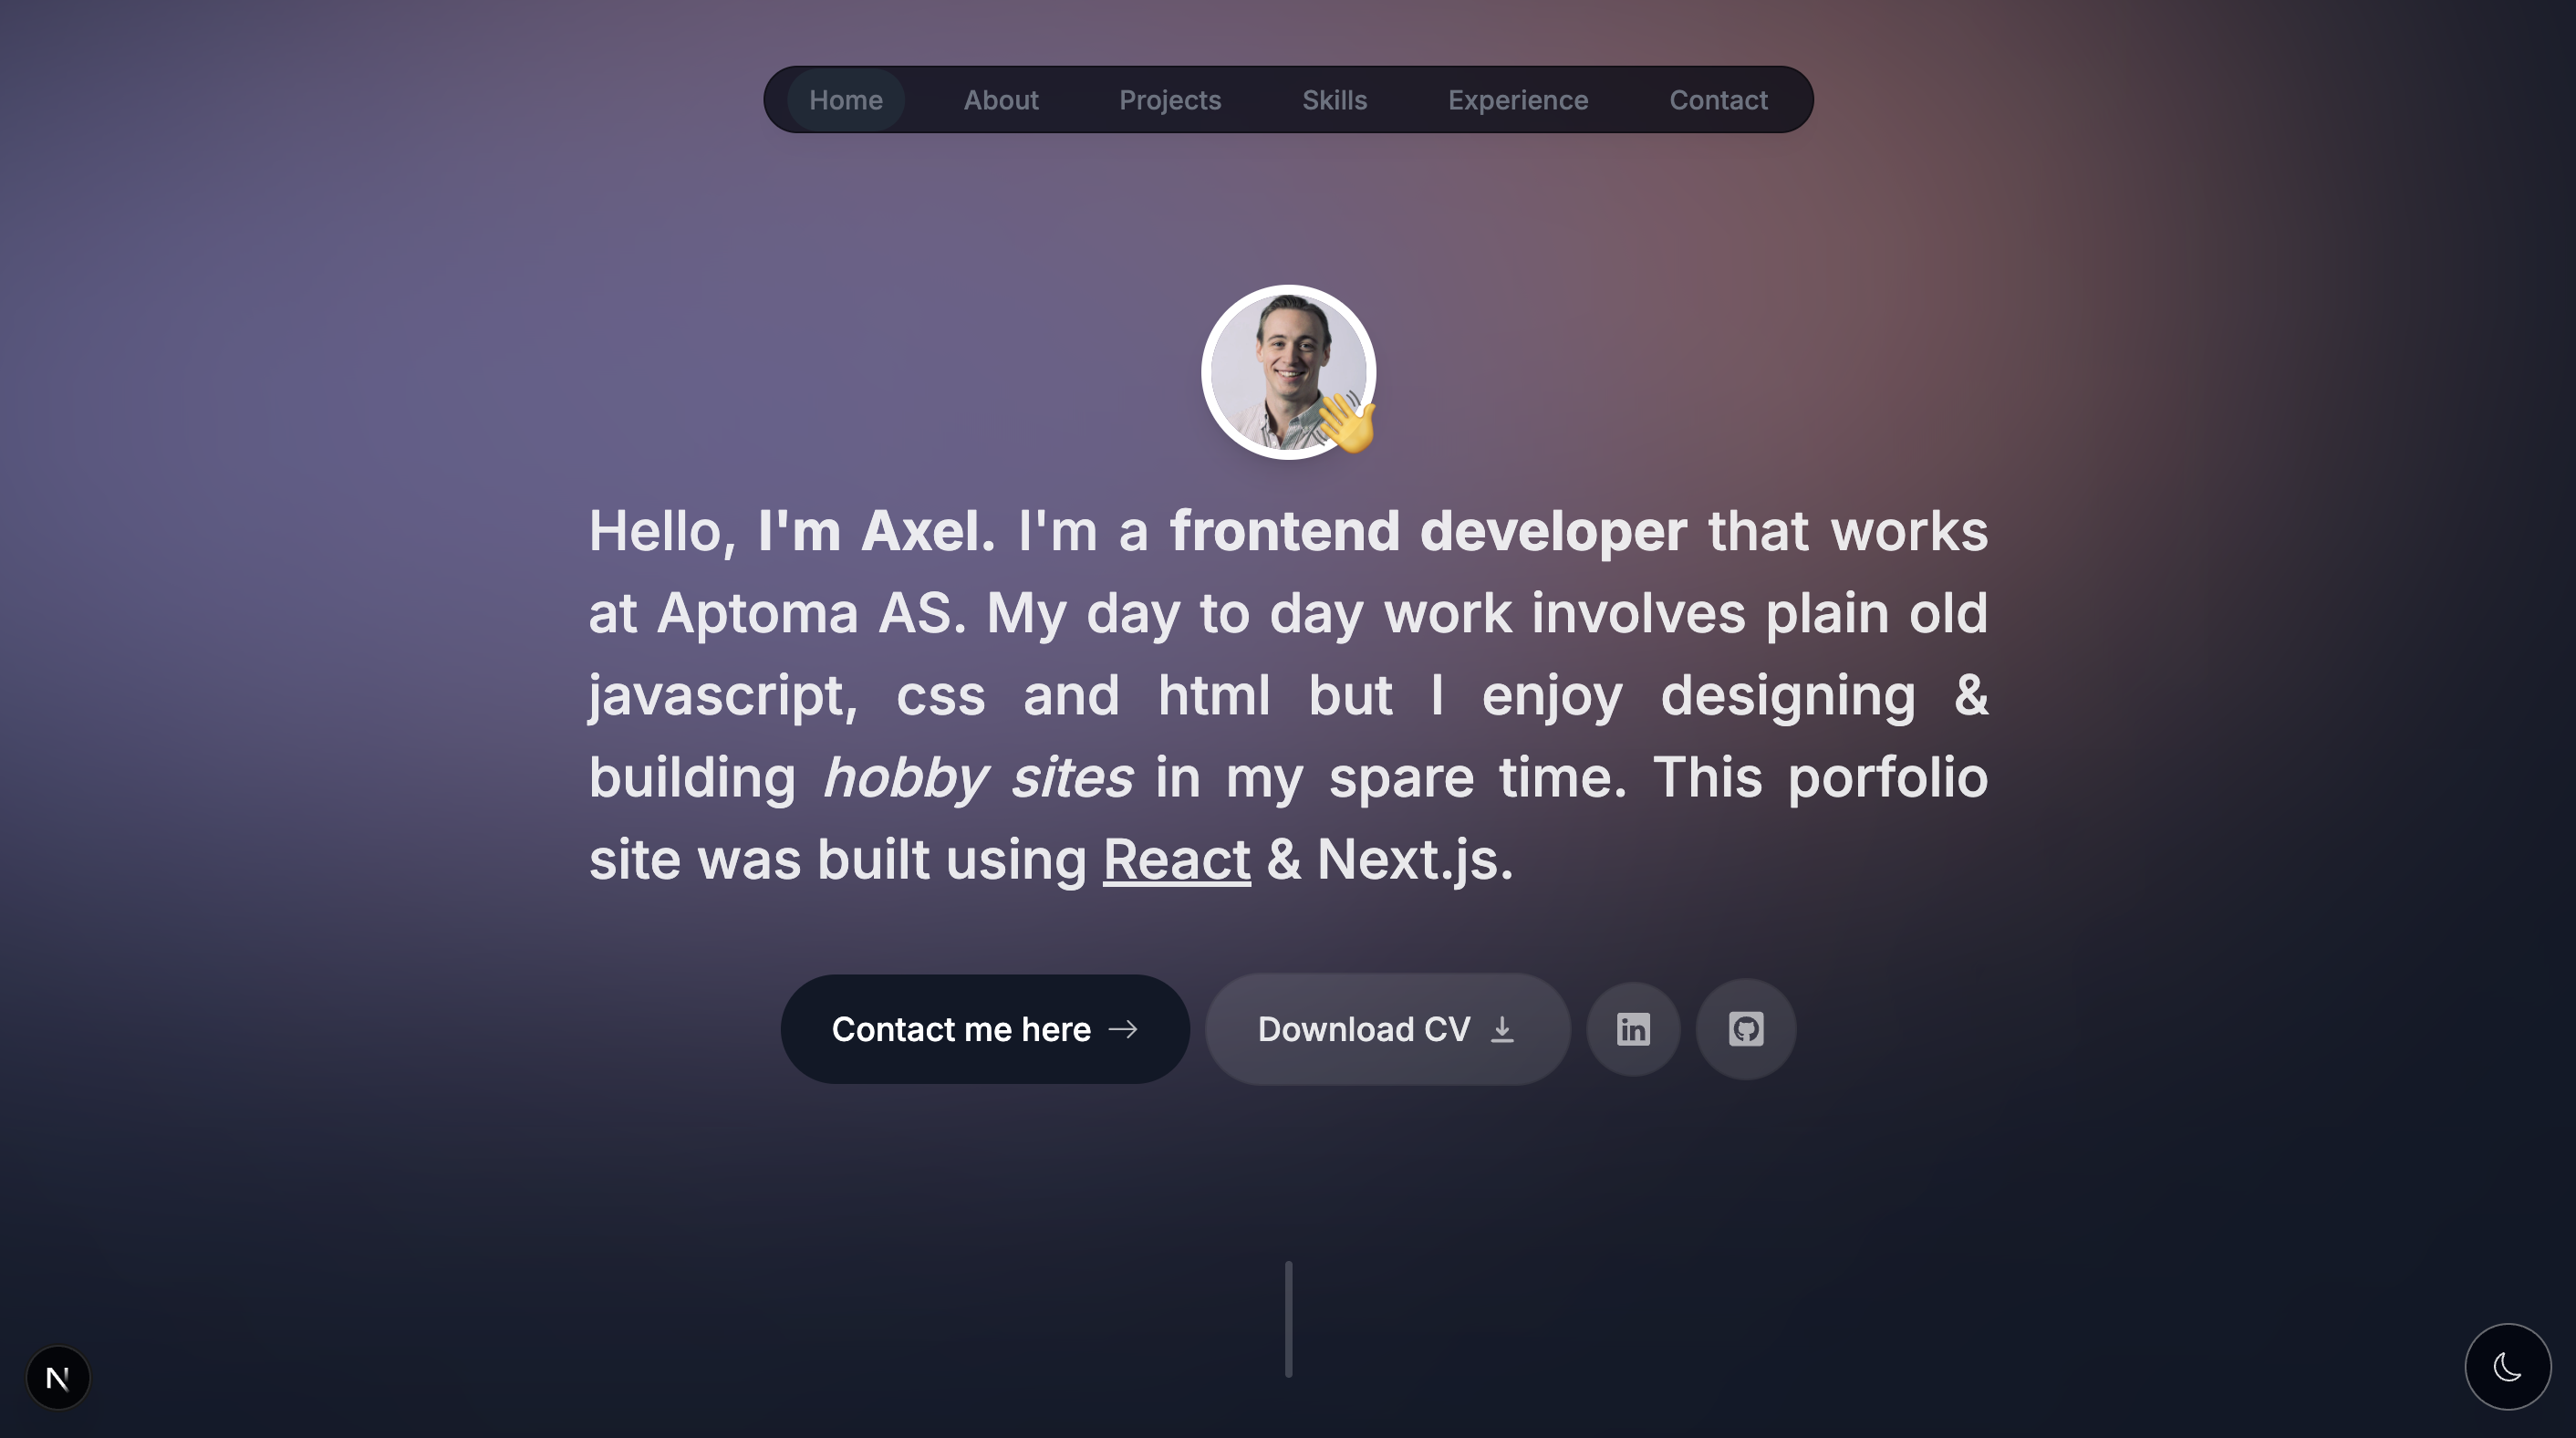 Home About Projects Skills Experience Contact
Hello, I'm Axel. I'm a frontend developer that works
at Aptoma AS. My day to day work involves plain old
javascript, css and html but I enjoy designing &
building hobby sites in my spare time. This porfolio
site was built using React & Next.js.
Contact me here Download CV in
N